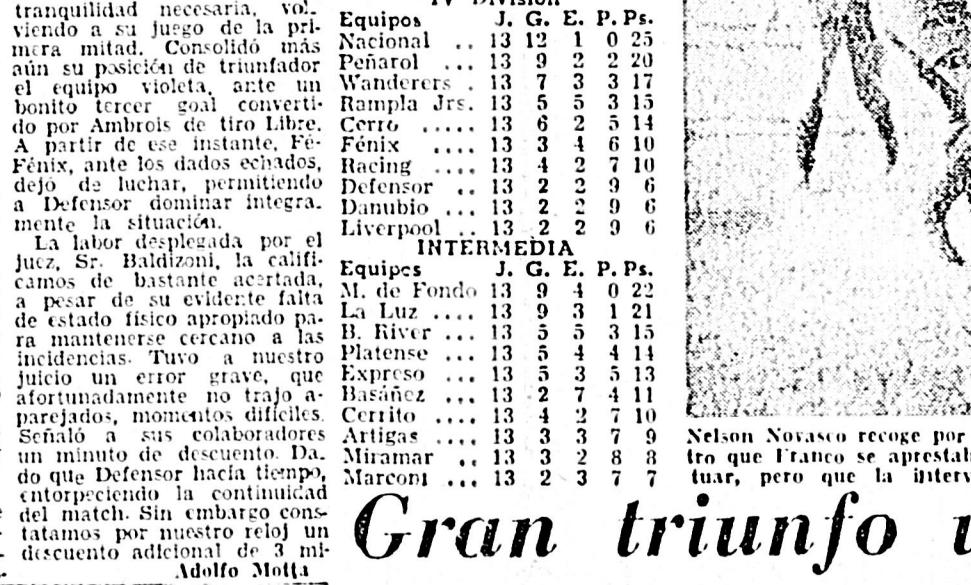 tranquilidad necesaria, vol-
viendo a su juego de la pri-
mera mitad. Consolidó más
aún su posición de triunfador
el equipo violeta, ante un
bonito tercer goal converti-
do por Ambrois de tiro Libre.
A partir de ese instante, Fé-
Fénix, ante los dados echados,
dejó de luchar, permitiendo
a Defensor dominar integra-
mente la situación.
La labor desplegada por el
juez, Sr. Baldizoni, la califi-
camos de bastante acertada,
a pesar de su evidente falta
de estado físico apropiado pa-
ra mantenerse cercano a las
incidencias. Tuvo a nuestro
juicio un error grave, que
afortunadamente no trajo a-
parejados, momentos difíciles.
Señaló a sus colaboradores
un minuto de descuento. Da-
do que Defensor hacía tiempo,
entorpeciendo la continuidad
del match. Sin embargo cons-
tatamos por nuestro reloj un
descuento adicional de 3 mi-
Adolfo Motta
IV División
Equipos J. G. E. P. Ps.
Nacional .. 13 12 1 0 25
Peñarol ... 13 9 2 2 20
Wanderers . 13 7 3 3 17
Rampla Jrs. 13 5 5 3 15
Cerro ..... 13 6 2 5 14
Fénix .... 13 3 4 6 10
Racing .... 13 4 2 7 10
Defensor .. 13 2 2 9 6
Danubio .. 13 2 2 9 6
Liverpool .. 13 2 2 9 6
INTERMEDIA
Equipos J. G. E. P. Ps.
M. de Fondo 13 9 4 0 22
La Luz .... 13 9 3 1 21
B. River ... 13 5 5 3 15
Platense ... 13 5 4 4 14
Expreso ... 13 5 3 5 13
Basáñez ... 13 2 7 4 11
Cerrito .... 13 4 2 7 10
Artigas .... 13 3 3 7 9
Miramar .. 13 3 2 8 8
Marconi ... 13 2 3 7 7
Nelson Novasco recoge por
tro que Franco se aprestab
tuar, pero que la interv
Gran triunfo